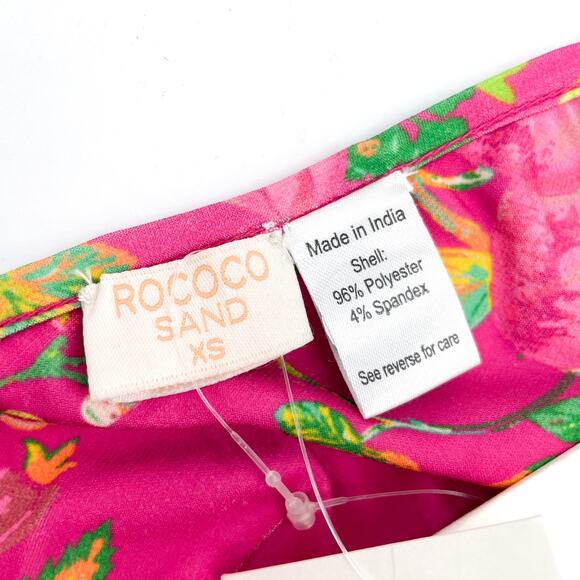 ROCOCO
SAND
XS
Made in India
Shell:
96% Polyester
4% Spandex
See reverse for care